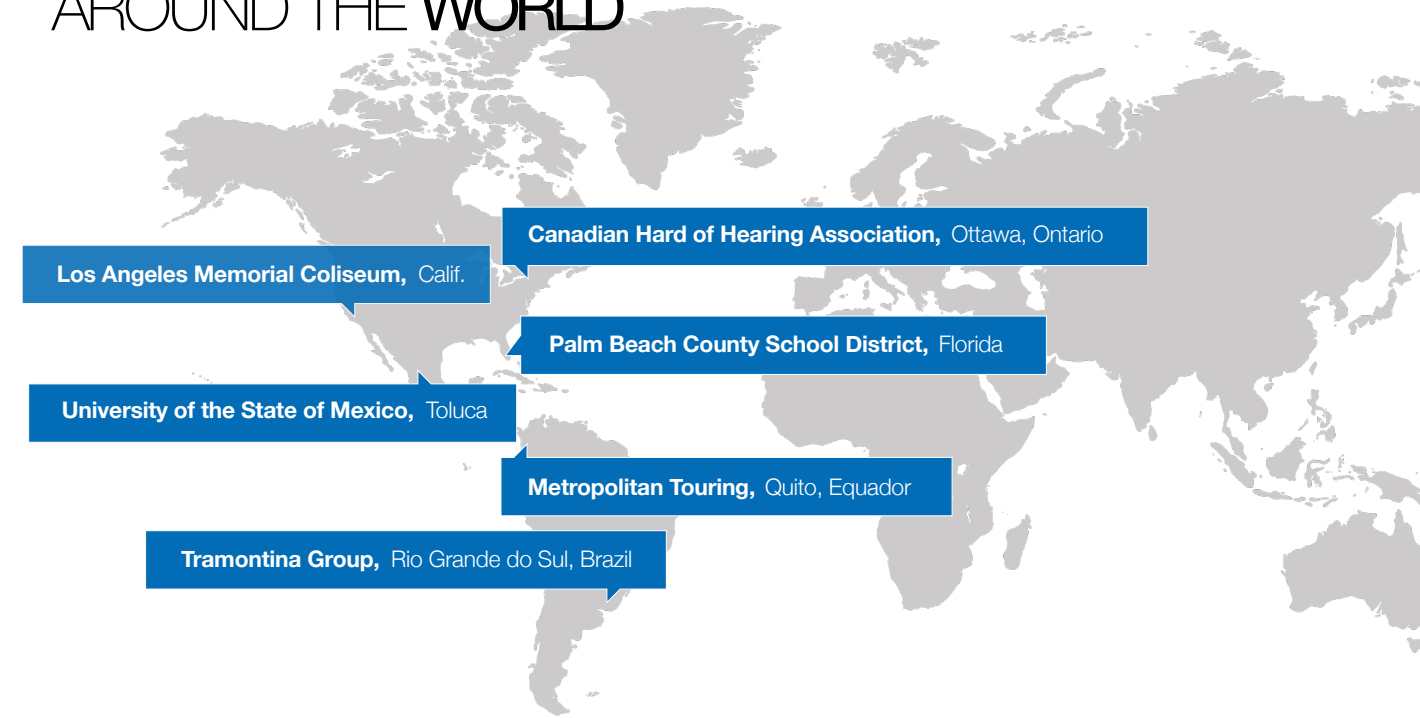 AROUND THE WORLD
Canadian Hard of Hearing Association, Ottawa, Ontario
Los Angeles Memorial Coliseum, Calif.
Palm Beach County School District, Florida
University of the State of Mexico, Toluca
Metropolitan Touring, Quito, Equador
Tramontina Group, Rio Grande do Sul, Brazil